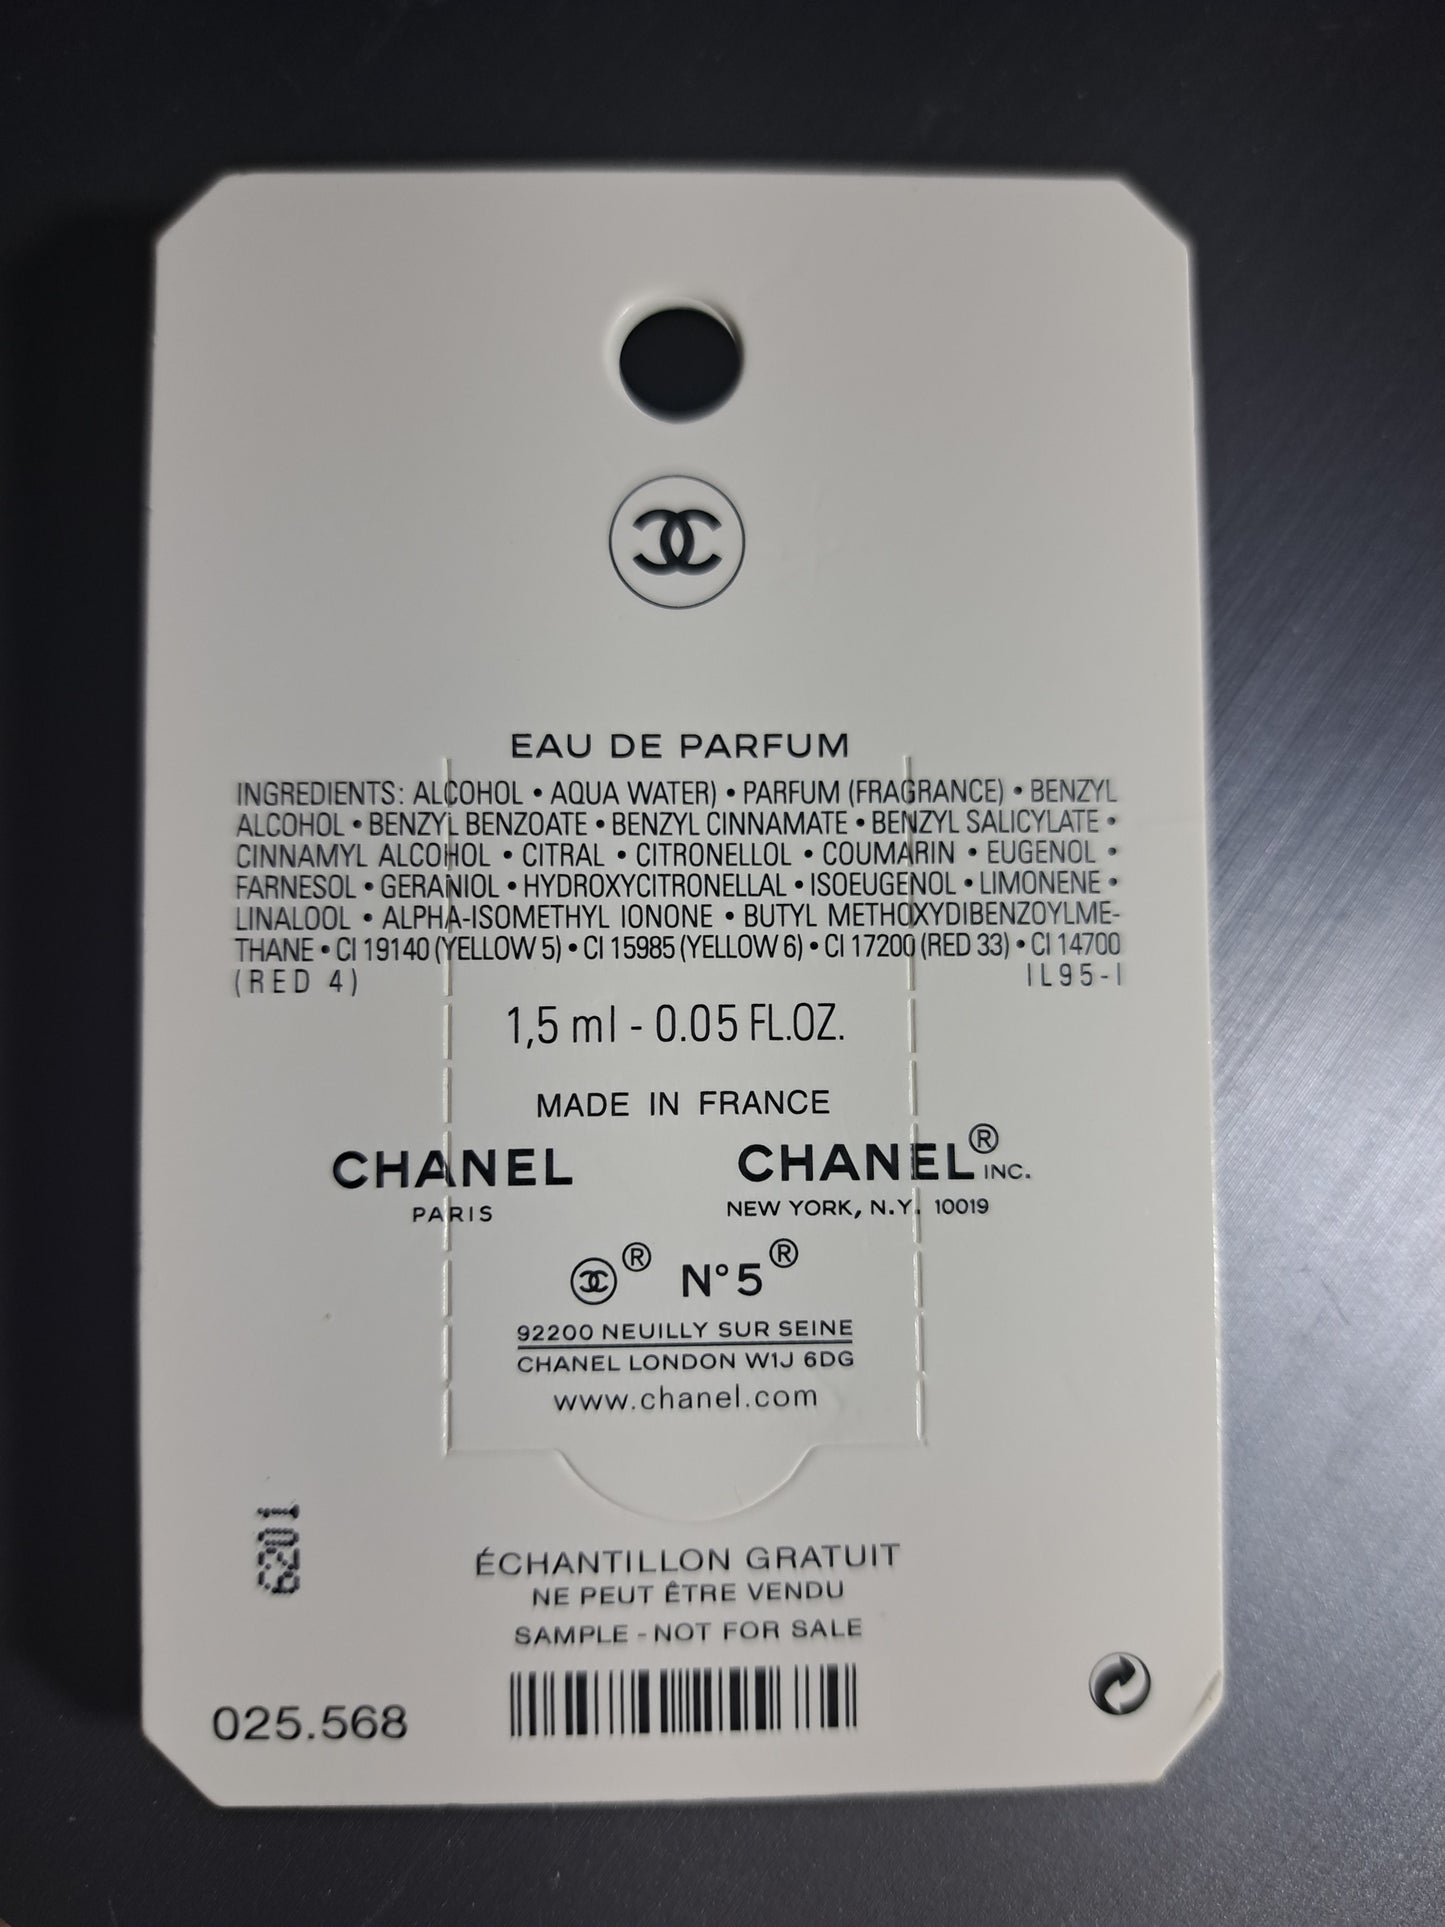 EAU DE PARFUM
INGREDIENTS: ALCOHOL • AQUA WATER) • PARFUM (FRAGRANCE) • BENZYL
ALCOHOL • BENZYL BENZOATE • BENZYL CINNAMATE • BENZYL SALICYLATE •
CINNAMYL ALCOHOL • CITRAL • CITRONELLOL • COUMARIN • EUGENOL •
FARNESOL • GERANIOL • HYDROXYCITRONELLAL • ISOEUGENOL • LIMONENE •
LINALOOL • ALPHA-ISOMETHYL IONONE • BUTYL METHOXYDIBENZOYLME-
THANE • CI 19140 (YELLOW 5) • CI 15985 (YELLOW 6) • CI 17200 (RED 33) • CI 14700
(RED 4) IL95-I
1,5 ml - 0.05 FL.OZ.
MADE IN FRANCE
CHANEL CHANEL® INC.
PARIS NEW YORK, N.Y. 10019
® N°5®
92200 NEUILLY SUR SEINE
CHANEL LONDON W1J 6DG
www.chanel.com
ÉCHANTILLON GRATUIT
NE PEUT ÊTRE VENDU
SAMPLE - NOT FOR SALE
025.568